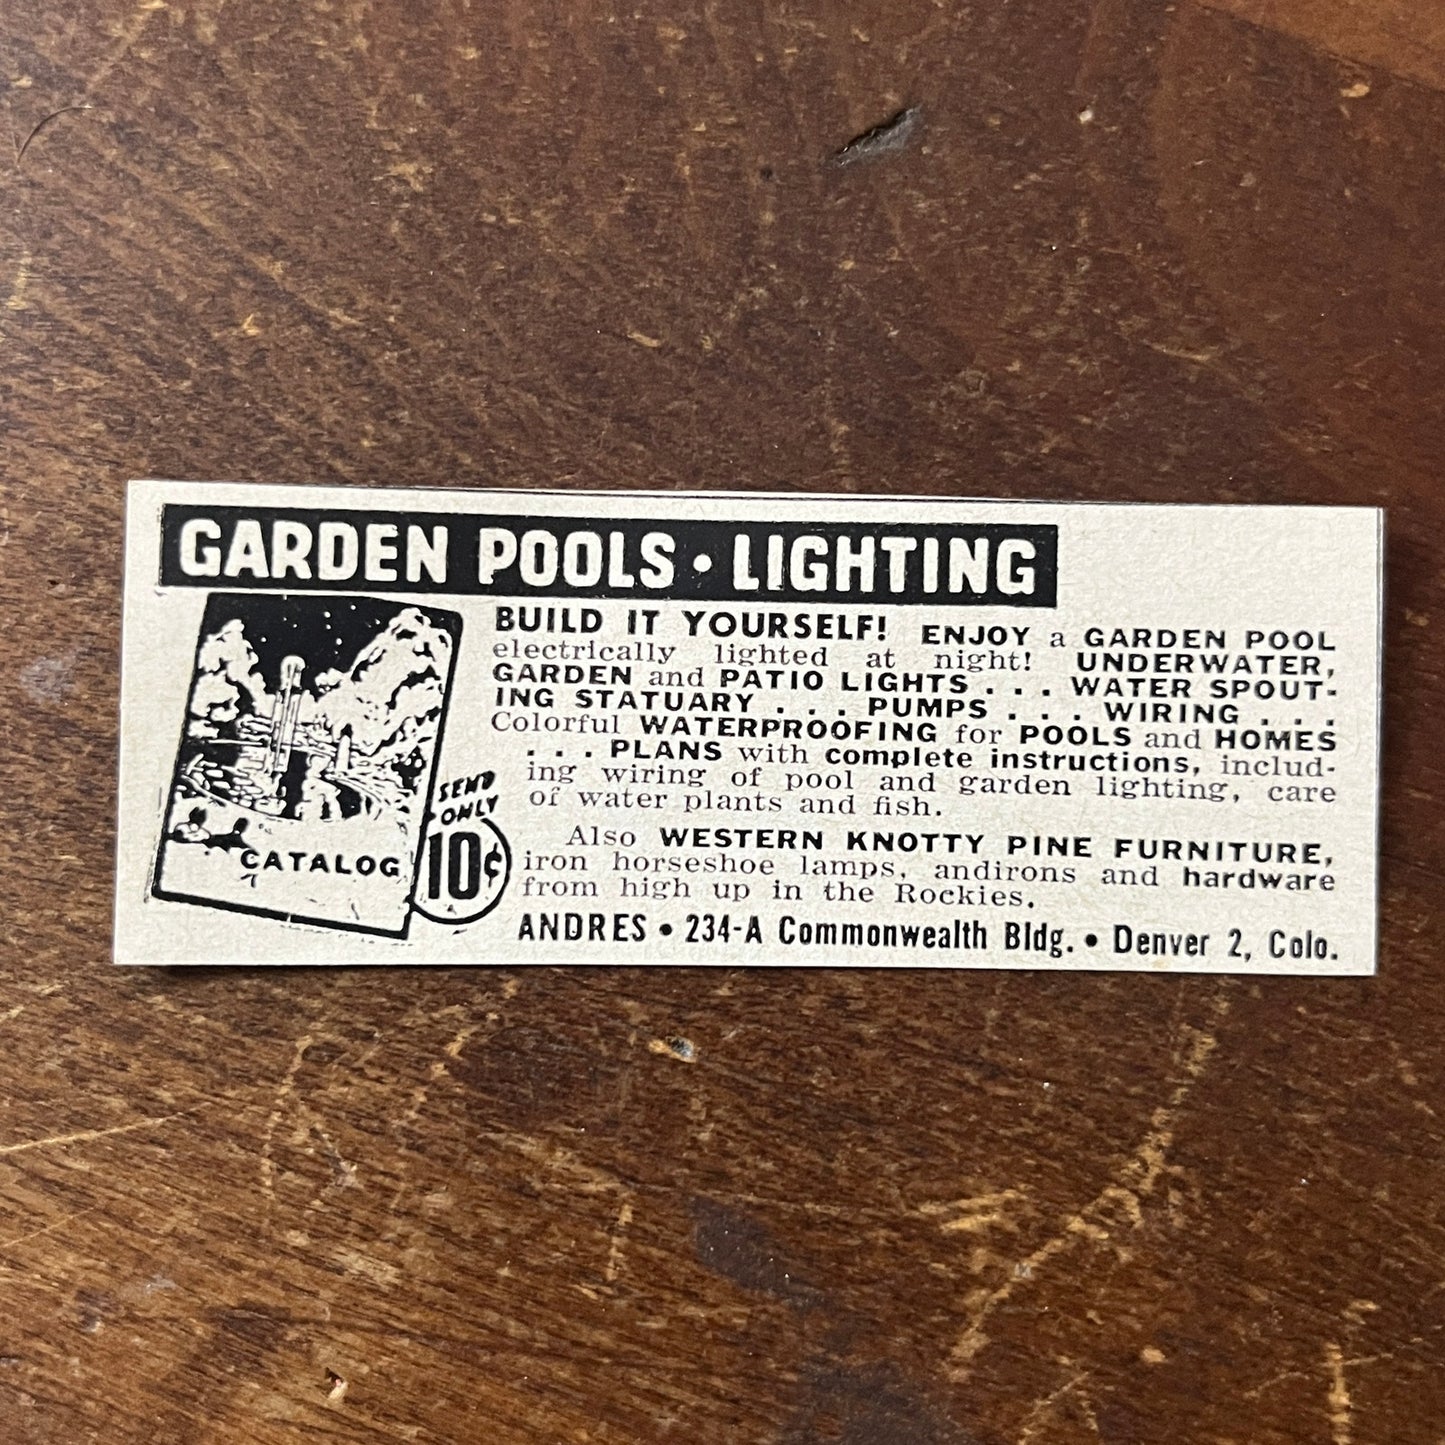 GARDEN POOLS • LIGHTING
BUILD IT YOURSELF! ENJOY a GARDEN POOL
electrically lighted at night! UNDERWATER,
GARDEN and PATIO LIGHTS . . . WATER SPOUT-
ING STATUARY . . . PUMPS . . . WIRING . . .
Colorful WATERPROOFING for POOLS and HOMES
. . . PLANS with complete instructions, includ-
ing wiring of pool and garden lighting, care
of water plants and fish.
Also WESTERN KNOTTY PINE FURNITURE,
iron horseshoe lamps, andirons and hardware
from high up in the Rockies.
ANDRES • 234-A Commonwealth Bldg. • Denver 2, Colo.
CATALOG
SEND
ONLY
10¢